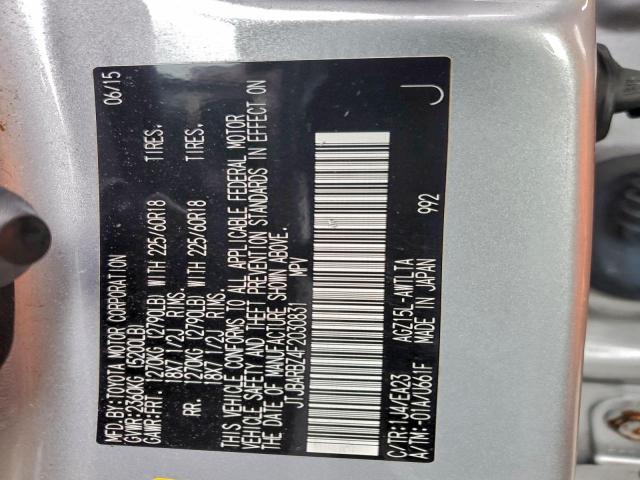 MFD.BY:TOYOTA MOTOR CORPORATION 06/15
GVWR:2360KG (5200LB)
GAWR:FRT. 1270KG (2790LB) WITH 225/60R18 TIRES.
18X7 1/2J RIMS.
RR. 1270KG (2790LB) WITH 225/60R18 TIRES.
18X7 1/2J RIMS.
THIS VEHICLE CONFORMS TO ALL APPLICABLE FEDERAL MOTOR
VEHICLE SAFETY AND THEFT PREVENTION STANDARDS IN EFFECT ON
THE DATE OF MANUFACTURE SHOWN ABOVE.
JTJBARBZ4F2030831 MPV
C/TR:1J4/EA23 AGZ15L-AWTLTA J
A/TM:-01A/U661F MADE IN JAPAN 992